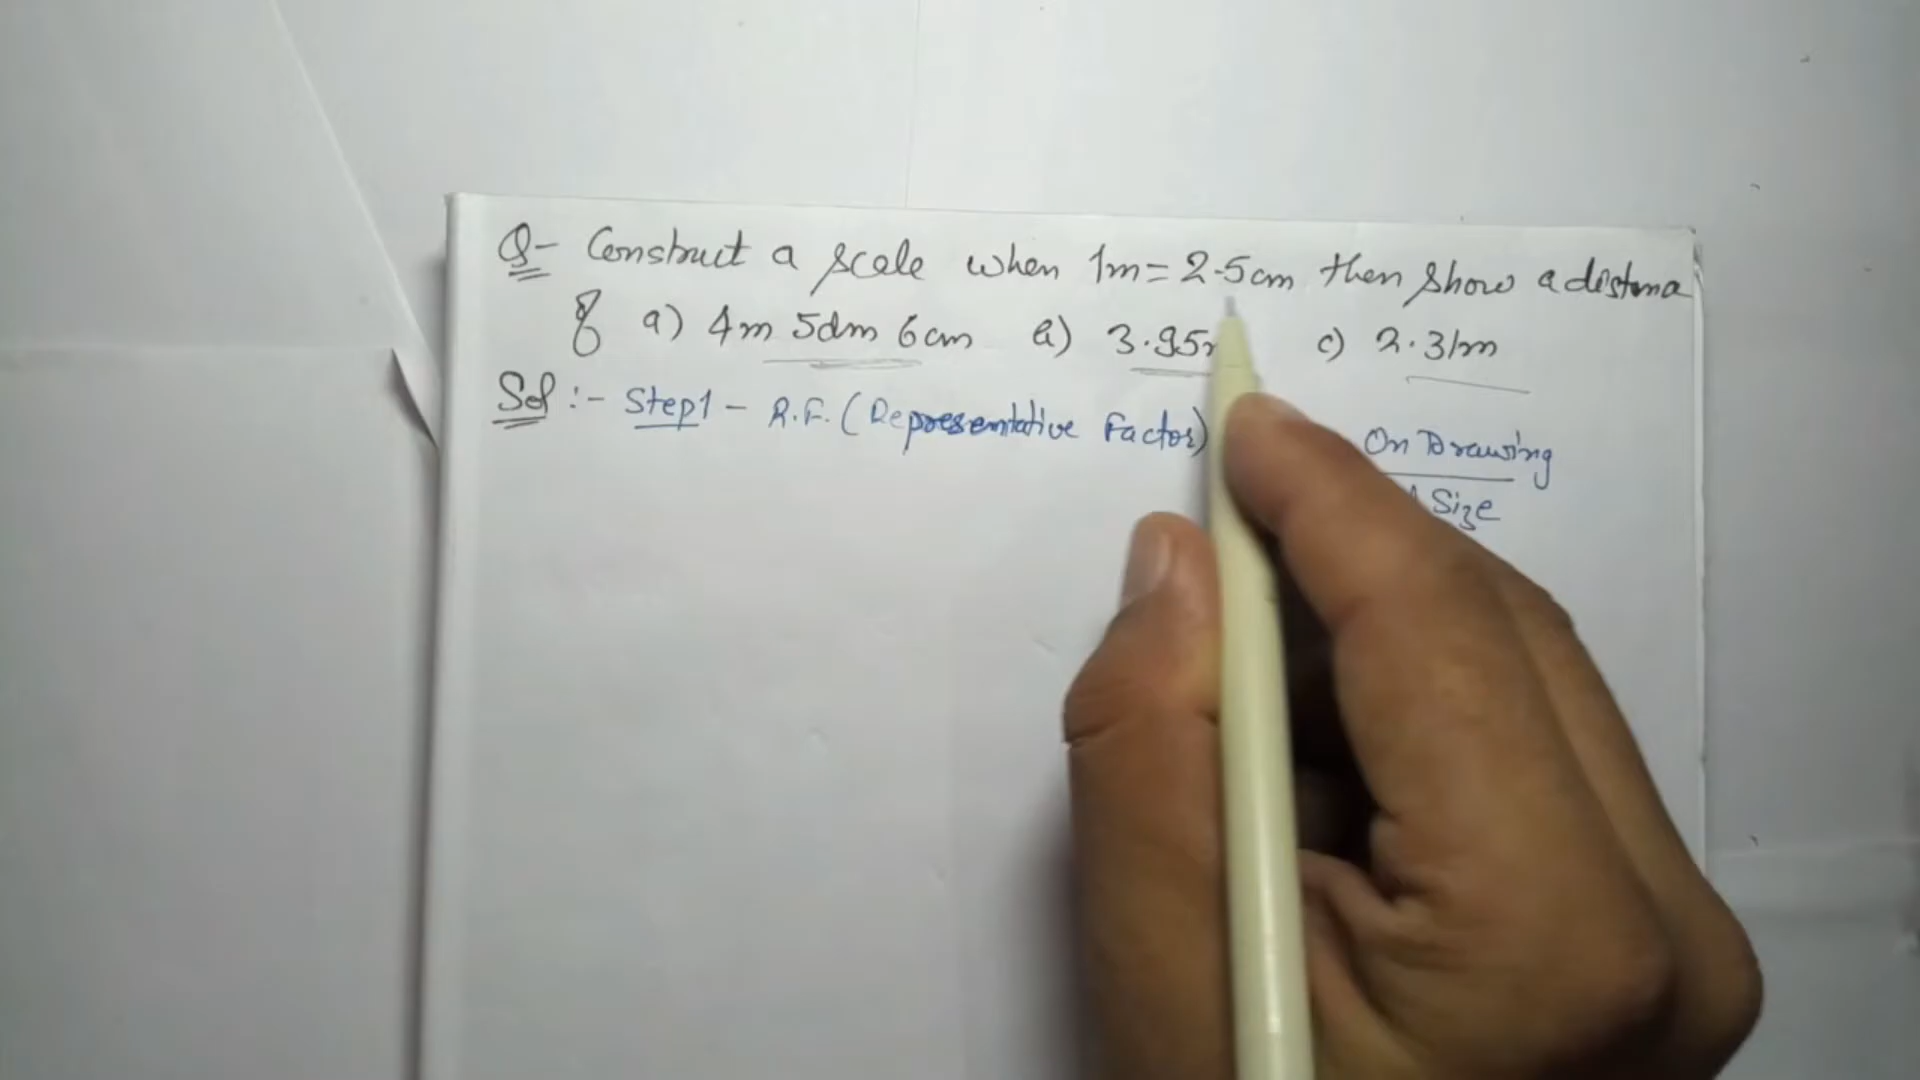 Q- Construct a scale when 1m = 2.5cm then show a
of a) 4m 5dm 6cm b) 3.95 c) 2.31m
Sol :- Step1 - R.F. (Representative Factor) On Drawing
Size